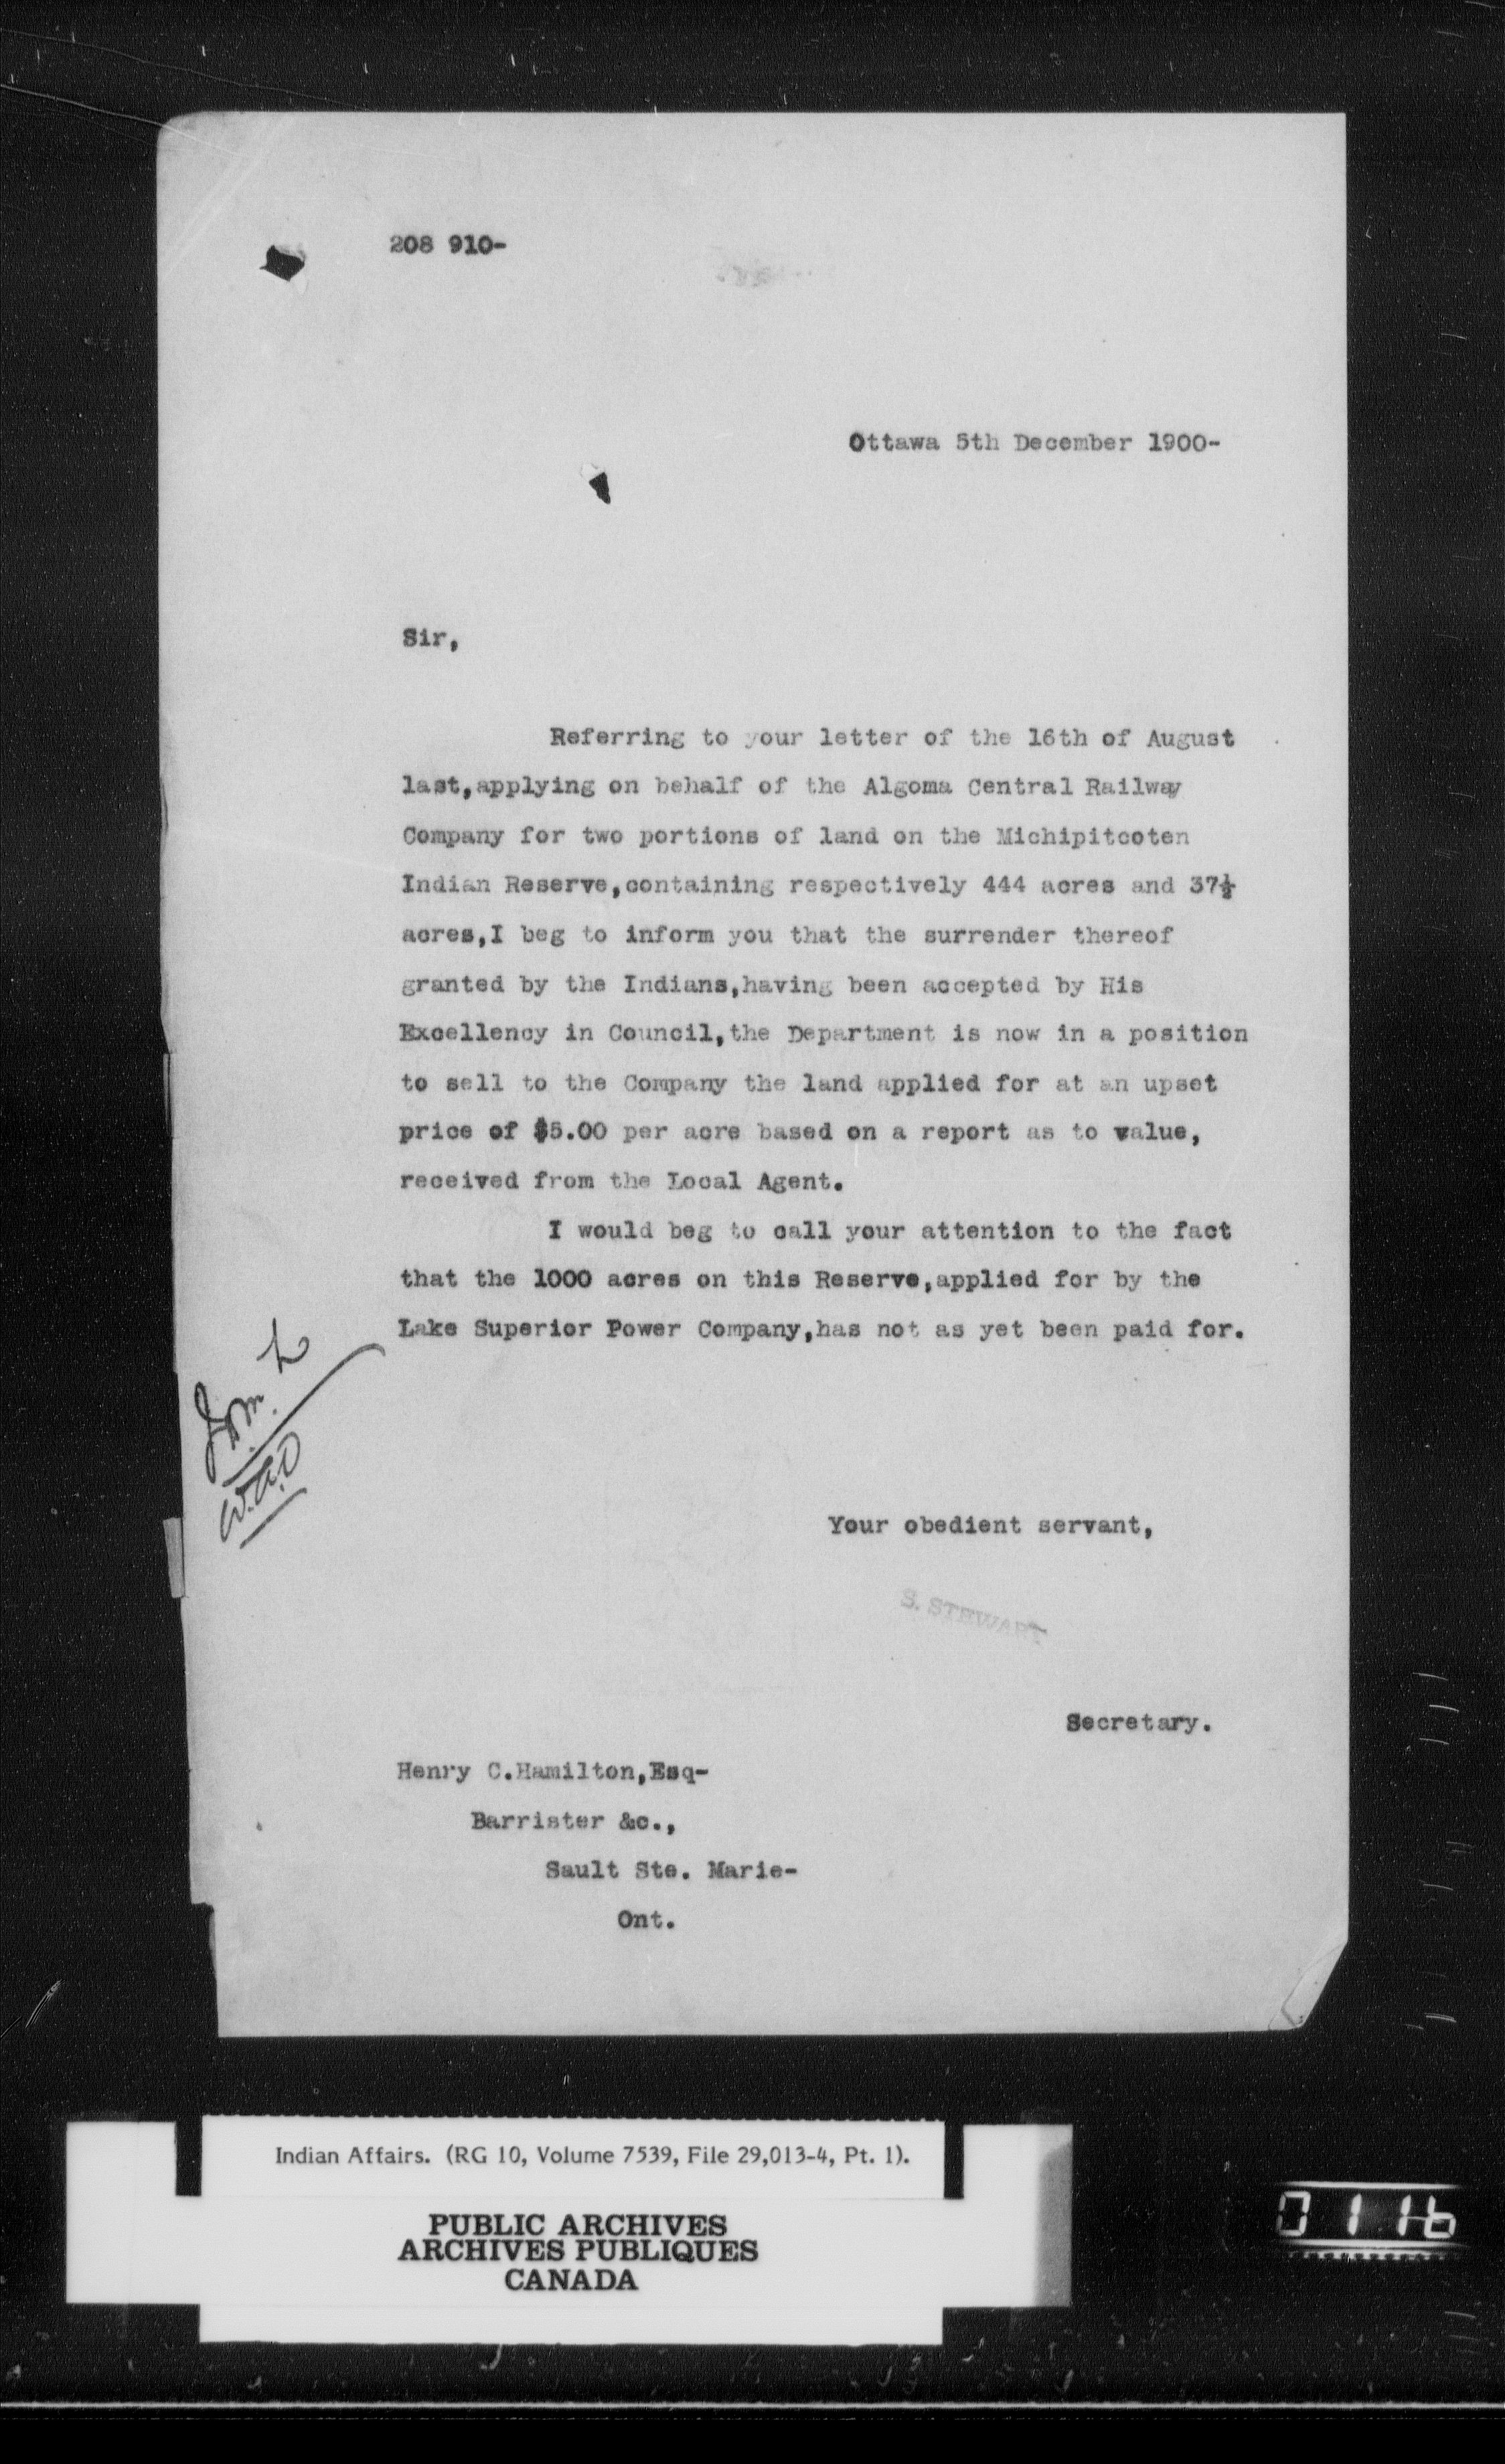 208 910-
Ottawa 5th December 1900-
Sir,
Referring to your letter of the 16th of August
last,applying on behalf of the Algoma Central Railway
Company for two portions of land on the Michipitcoten
Indian Reserve,containing respectively 444 acres and 37½
acres,I beg to inform you that the surrender thereof
granted by the Indians,having been accepted by His
Excellency in Council,the Department is now in a position
to sell to the Company the land applied for at an upset
price of $5.00 per acre based on a report as to value,
received from the Local Agent.
I would beg to call your attention to the fact
that the 1000 acres on this Reserve,applied for by the
Lake Superior Power Company,has not as yet been paid for.
W.A.O
Your obedient servant,
S. STEWART
Secretary.
Henry C.Hamilton,Esq-
Barrister &c.,
Sault Ste. Marie-
Ont.
Indian Affairs. (RG 10, Volume 7539, File 29,013-4, Pt. 1).
PUBLIC ARCHIVES
ARCHIVES PUBLIQUES
CANADA
0116